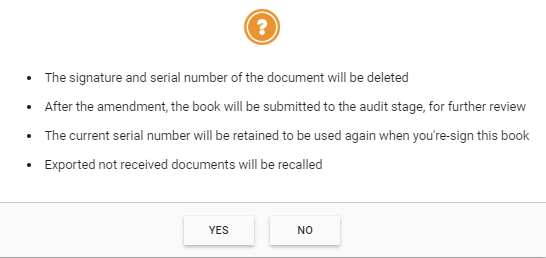 ?
• The signature and serial number of the document will be deleted
• After the amendment, the book will be submitted to the audit stage, for further review
• The current serial number will be retained to be used again when you're-sign this book
• Exported not received documents will be recalled
YES NO